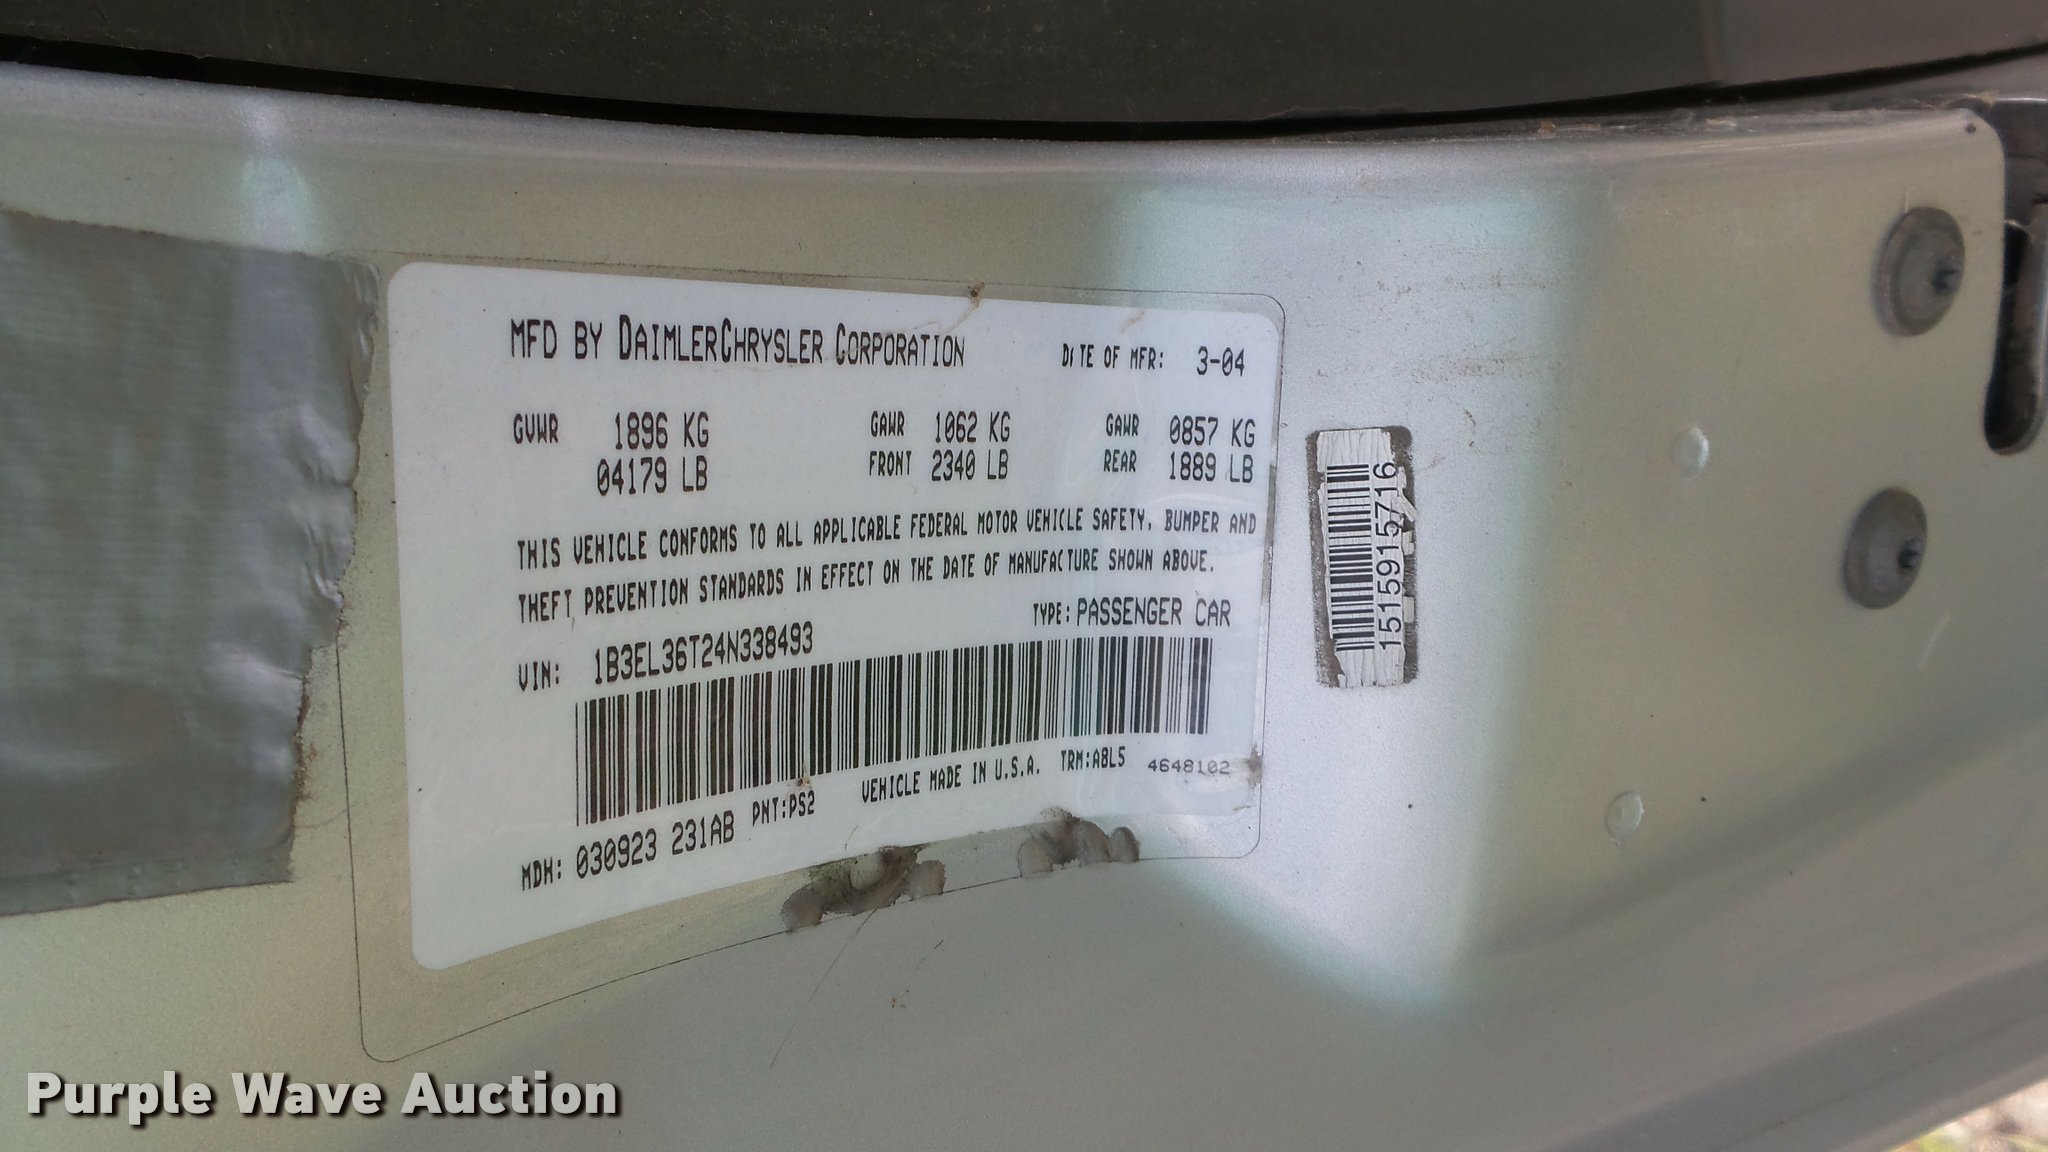 MFD BY DAIMLERCHRYSLER CORPORATION DATE OF MFR: 3-04
GVWR 1896 KG GAWR 1062 KG GAWR 0857 KG
04179 LB FRONT 2340 LB REAR 1889 LB
THIS VEHICLE CONFORMS TO ALL APPLICABLE FEDERAL MOTOR VEHICLE SAFETY, BUMPER AND
THEFT PREVENTION STANDARDS IN EFFECT ON THE DATE OF MANUFACTURE SHOWN ABOVE.
VIN: 1B3EL36T24N338493 TYPE: PASSENGER CAR
MDH: 030923 231AB PNT:PS2 VEHICLE MADE IN U.S.A. TRM:A8L5 4648102
15159157​16
Purple Wave Auction